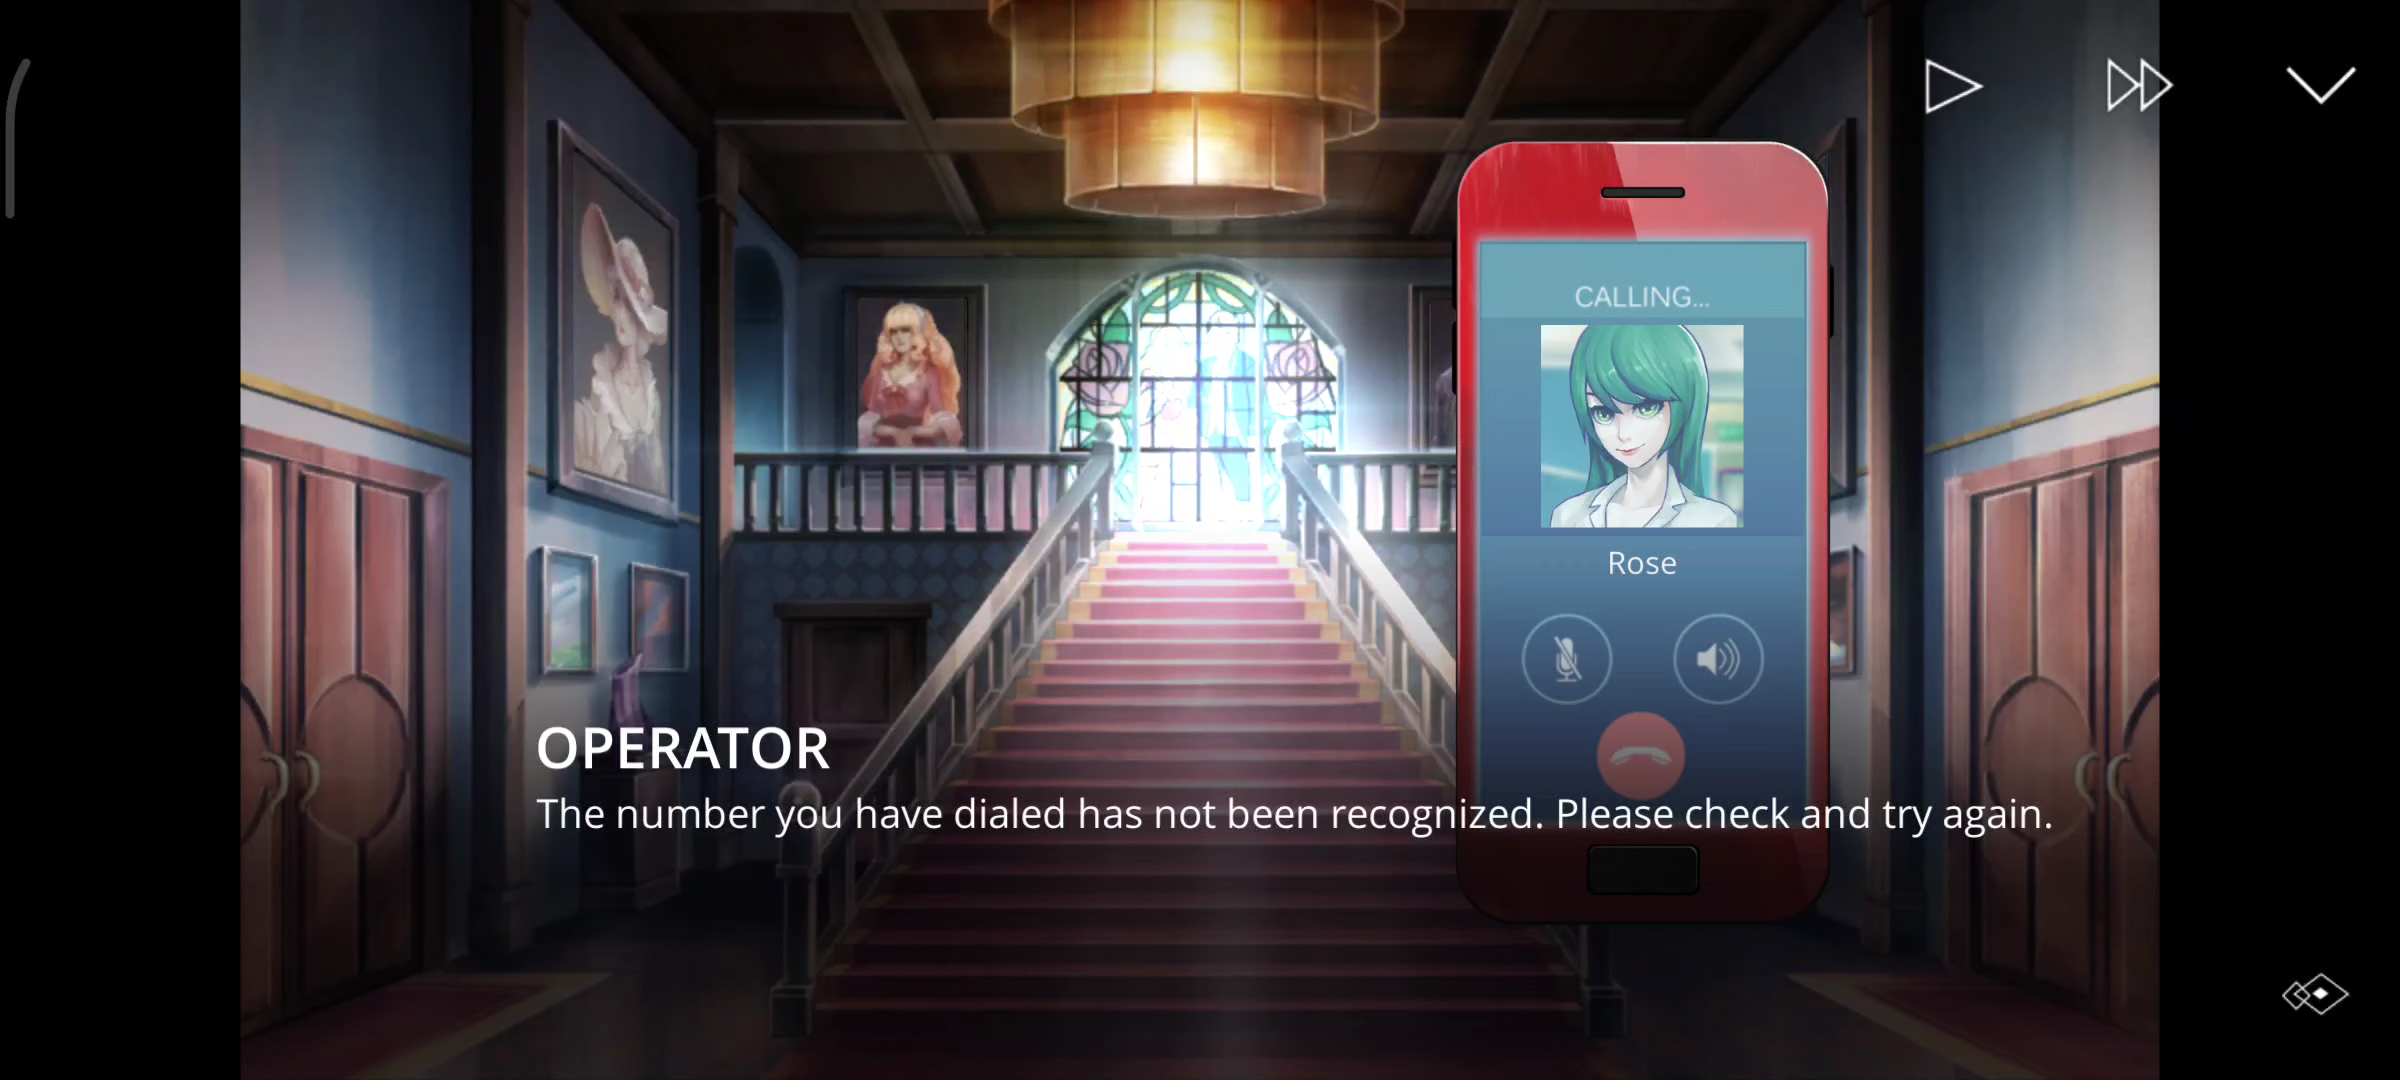 CALLING...
Rose
OPERATOR
The number you have dialed has not been recognized. Please check and try again.